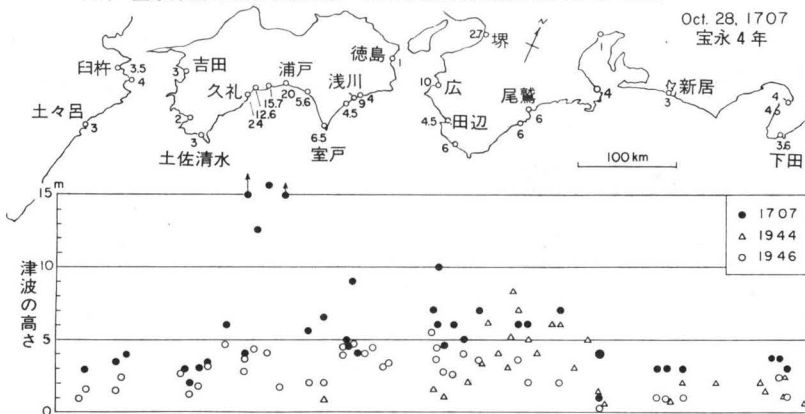 Oct. 28, 1707
宝永4年
臼杵
3.5
4
土々呂
3
吉田
3
2
土佐清水
3
久礼
24
12.6
15.7
浦戸
20
5.6
室戸
6.5
浅川
4.5
9
4
徳島
1
堺
2.7
広
10
田辺
4.5
6
尾鷲
6
6
1
4
新居
3
4
4
下田
3.6
N
100 km
津波の高さ
15 m
10
5
0
● 1707
△ 1944
○ 1946